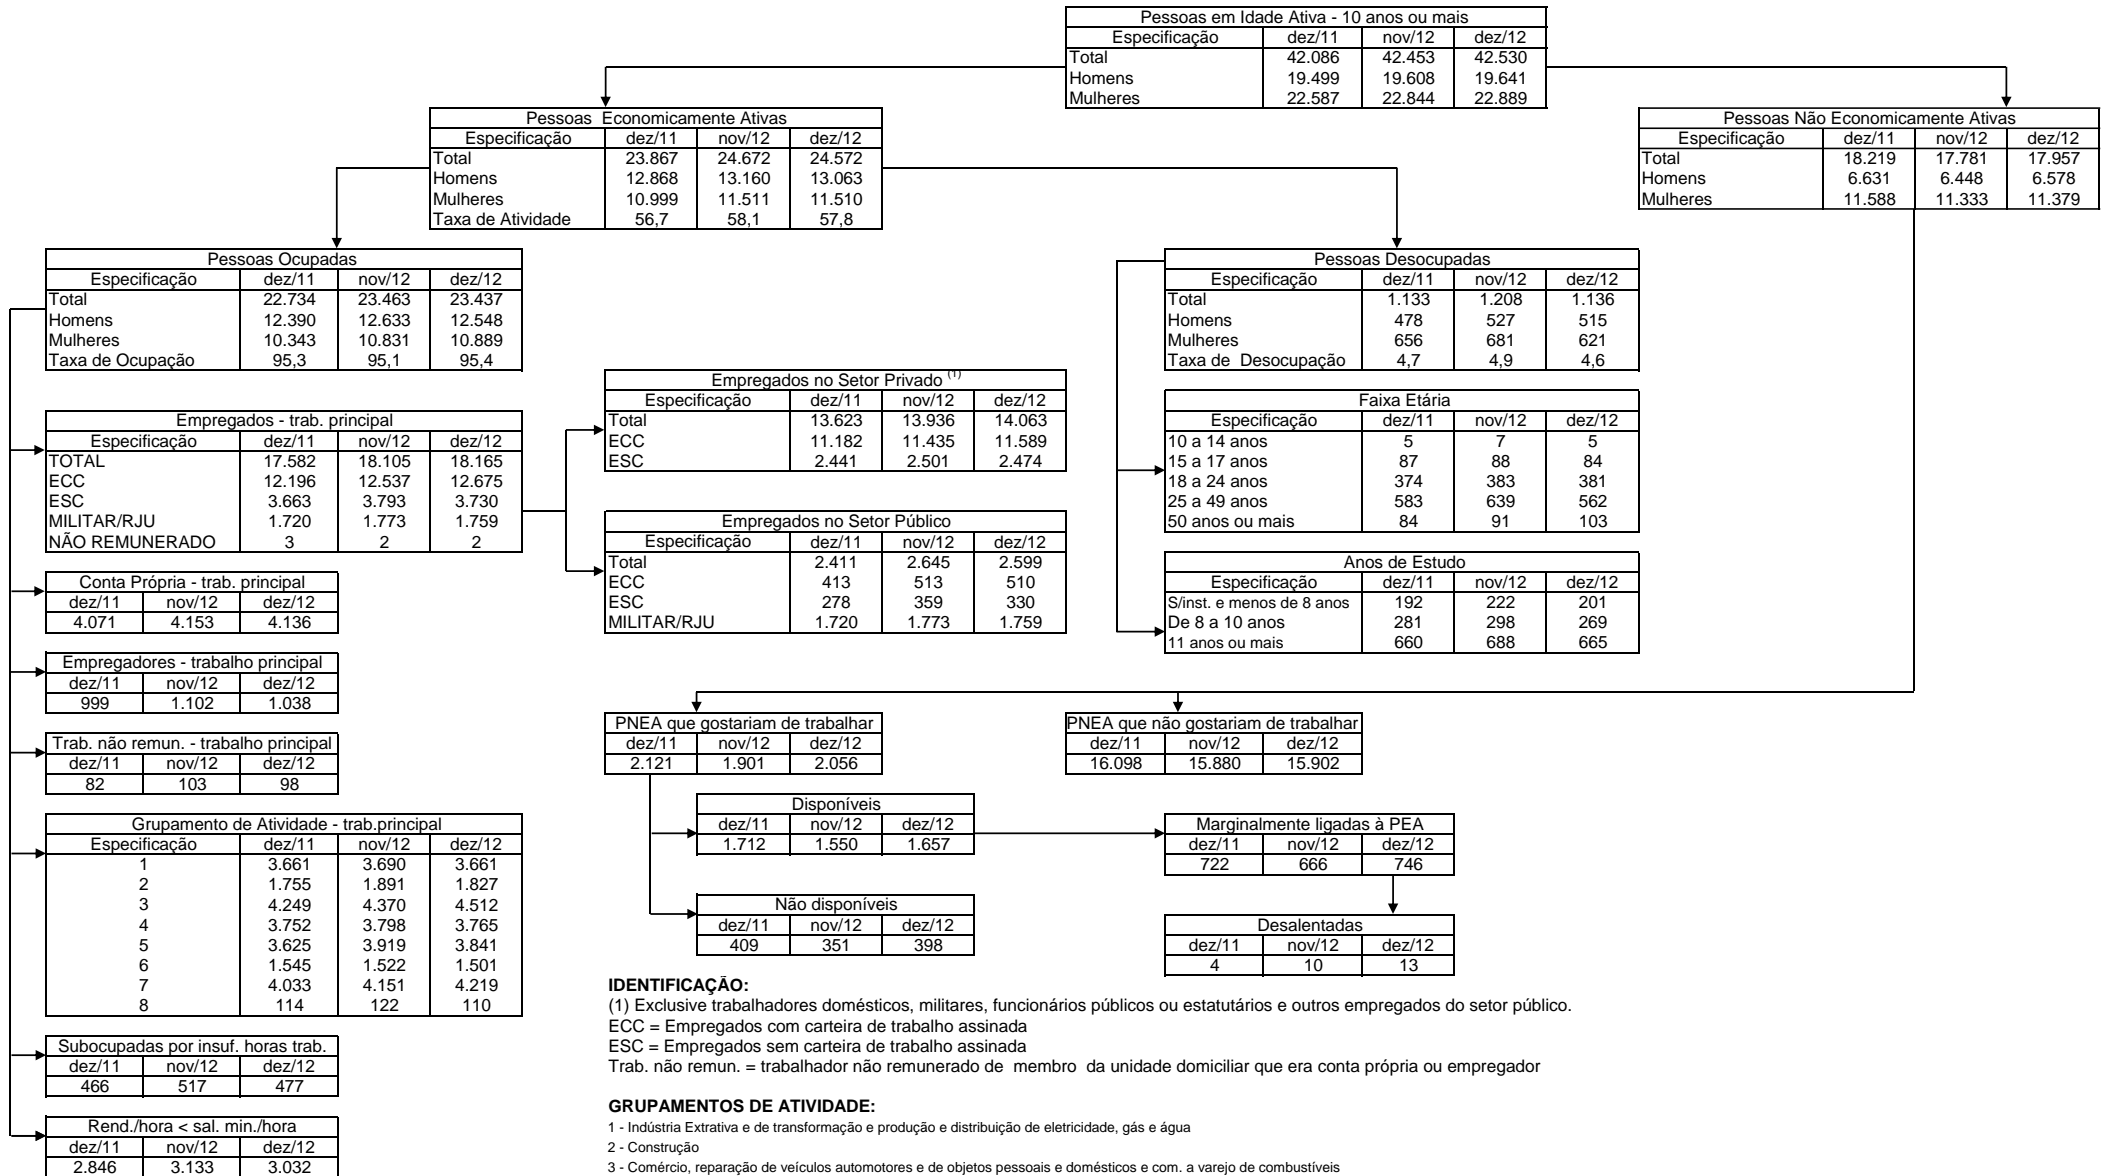 Pessoas em Idade Ativa - 10 anos ou mais
Especificação dez/11 nov/12 dez/12
Total 42.086 42.453 42.530
Homens 19.499 19.608 19.641
Mulheres 22.587 22.844 22.889
Pessoas Economicamente Ativas
Especificação dez/11 nov/12 dez/12
Total 23.867 24.672 24.572
Homens 12.868 13.160 13.063
Mulheres 10.999 11.511 11.510
Taxa de Atividade 56,7 58,1 57,8
Pessoas Não Economicamente Ativas
Especificação dez/11 nov/12 dez/12
Total 18.219 17.781 17.957
Homens 6.631 6.448 6.578
Mulheres 11.588 11.333 11.379
Pessoas Ocupadas
Especificação dez/11 nov/12 dez/12
Total 22.734 23.463 23.437
Homens 12.390 12.633 12.548
Mulheres 10.343 10.831 10.889
Taxa de Ocupação 95,3 95,1 95,4
Pessoas Desocupadas
Especificação dez/11 nov/12 dez/12
Total 1.133 1.208 1.136
Homens 478 527 515
Mulheres 656 681 621
Taxa de Desocupação 4,7 4,9 4,6
Empregados - trab. principal
Especificação dez/11 nov/12 dez/12
TOTAL 17.582 18.105 18.165
ECC 12.196 12.537 12.675
ESC 3.663 3.793 3.730
MILITAR/RJU 1.720 1.773 1.759
NÃO REMUNERADO 3 2 2
Empregados no Setor Privado (1)
Especificação dez/11 nov/12 dez/12
Total 13.623 13.936 14.063
ECC 11.182 11.435 11.589
ESC 2.441 2.501 2.474
Empregados no Setor Público
Especificação dez/11 nov/12 dez/12
Total 2.411 2.645 2.599
ECC 413 513 510
ESC 278 359 330
MILITAR/RJU 1.720 1.773 1.759
Faixa Etária
Especificação dez/11 nov/12 dez/12
10 a 14 anos 5 7 5
15 a 17 anos 87 88 84
18 a 24 anos 374 383 381
25 a 49 anos 583 639 562
50 anos ou mais 84 91 103
Anos de Estudo
Especificação dez/11 nov/12 dez/12
S/inst. e menos de 8 anos 192 222 201
De 8 a 10 anos 281 298 269
11 anos ou mais 660 688 665
Conta Própria - trab. principal
dez/11 nov/12 dez/12
4.071 4.153 4.136
Empregadores - trabalho principal
dez/11 nov/12 dez/12
999 1.102 1.038
Trab. não remun. - trabalho principal
dez/11 nov/12 dez/12
82 103 98
Grupamento de Atividade - trab.principal
Especificação dez/11 nov/12 dez/12
1 3.661 3.690 3.661
2 1.755 1.891 1.827
3 4.249 4.370 4.512
4 3.752 3.798 3.765
5 3.625 3.919 3.841
6 1.545 1.522 1.501
7 4.033 4.151 4.219
8 114 122 110
Subocupadas por insuf. horas trab.
dez/11 nov/12 dez/12
466 517 477
Rend./hora < sal. min./hora
dez/11 nov/12 dez/12
2.846 3.133 3.032
PNEA que gostariam de trabalhar
dez/11 nov/12 dez/12
2.121 1.901 2.056
PNEA que não gostariam de trabalhar
dez/11 nov/12 dez/12
16.098 15.880 15.902
Disponíveis
dez/11 nov/12 dez/12
1.712 1.550 1.657
Marginalmente ligadas à PEA
dez/11 nov/12 dez/12
722 666 746
Não disponíveis
dez/11 nov/12 dez/12
409 351 398
Desalentadas
dez/11 nov/12 dez/12
4 10 13
IDENTIFICAÇÃO:
(1) Exclusive trabalhadores domésticos, militares, funcionários públicos ou estatutários e outros empregados do setor público.
ECC = Empregados com carteira de trabalho assinada
ESC = Empregados sem carteira de trabalho assinada
Trab. não remun. = trabalhador não remunerado de membro da unidade domiciliar que era conta própria ou empregador
GRUPAMENTOS DE ATIVIDADE:
1 - Indústria Extrativa e de transformação e produção e distribuição de eletricidade, gás e água
2 - Construção
3 - Comércio, reparação de veículos automotores e de objetos pessoais e domésticos e com. a varejo de combustíveis